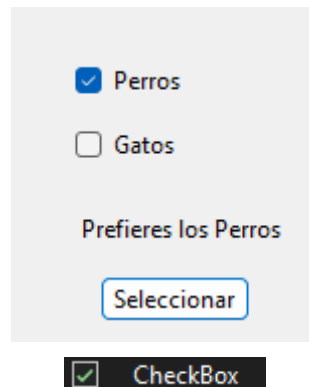 Perros
Gatos
Prefieres los Perros
Seleccionar
CheckBox